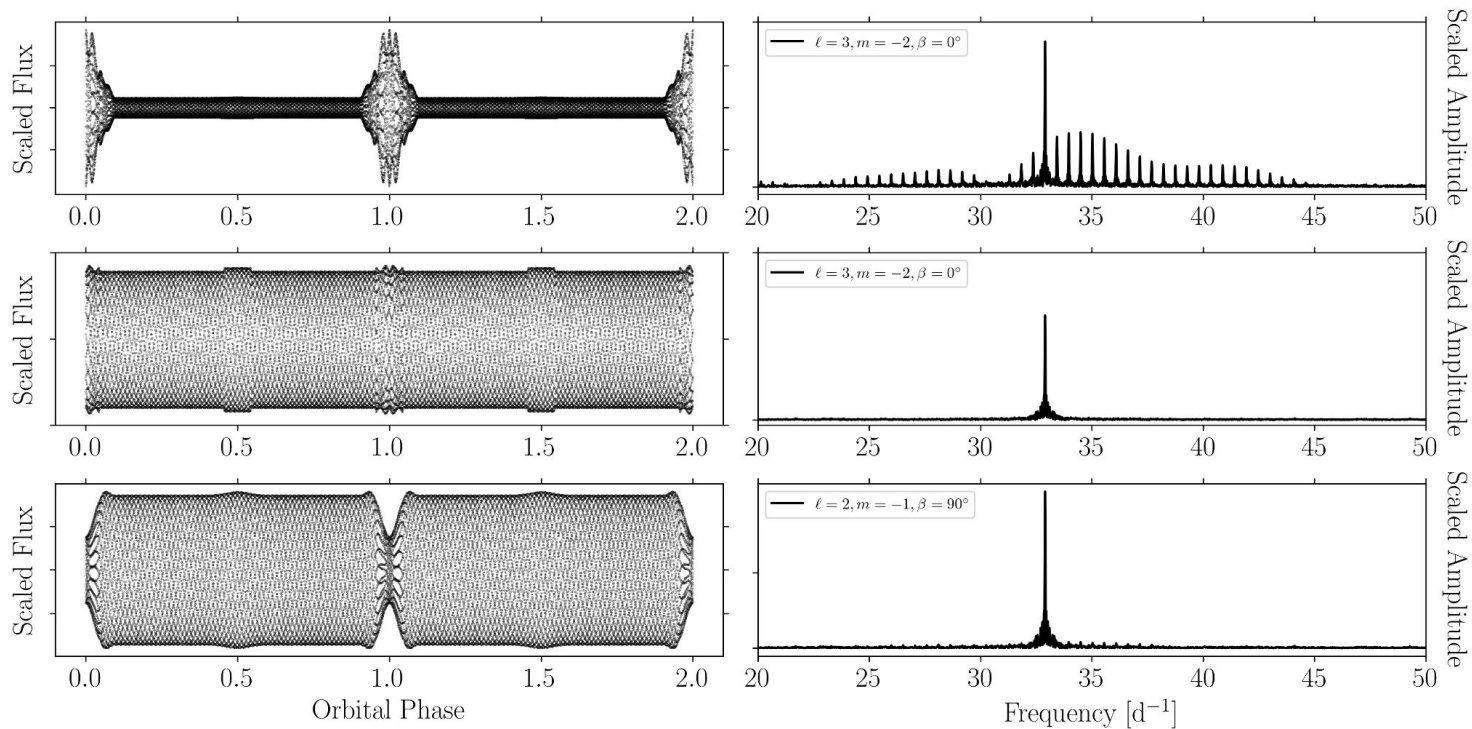 Scaled Flux
0.0 0.5 1.0 1.5 2.0
ℓ = 3, m = −2, β = 0°
Scaled Amplitude
20 25 30 35 40 45 50
Scaled Flux
0.0 0.5 1.0 1.5 2.0
ℓ = 3, m = −2, β = 0°
Scaled Amplitude
20 25 30 35 40 45 50
Scaled Flux
0.0 0.5 1.0 1.5 2.0
Orbital Phase
ℓ = 2, m = −1, β = 90°
Scaled Amplitude
20 25 30 35 40 45 50
Frequency [d⁻¹]